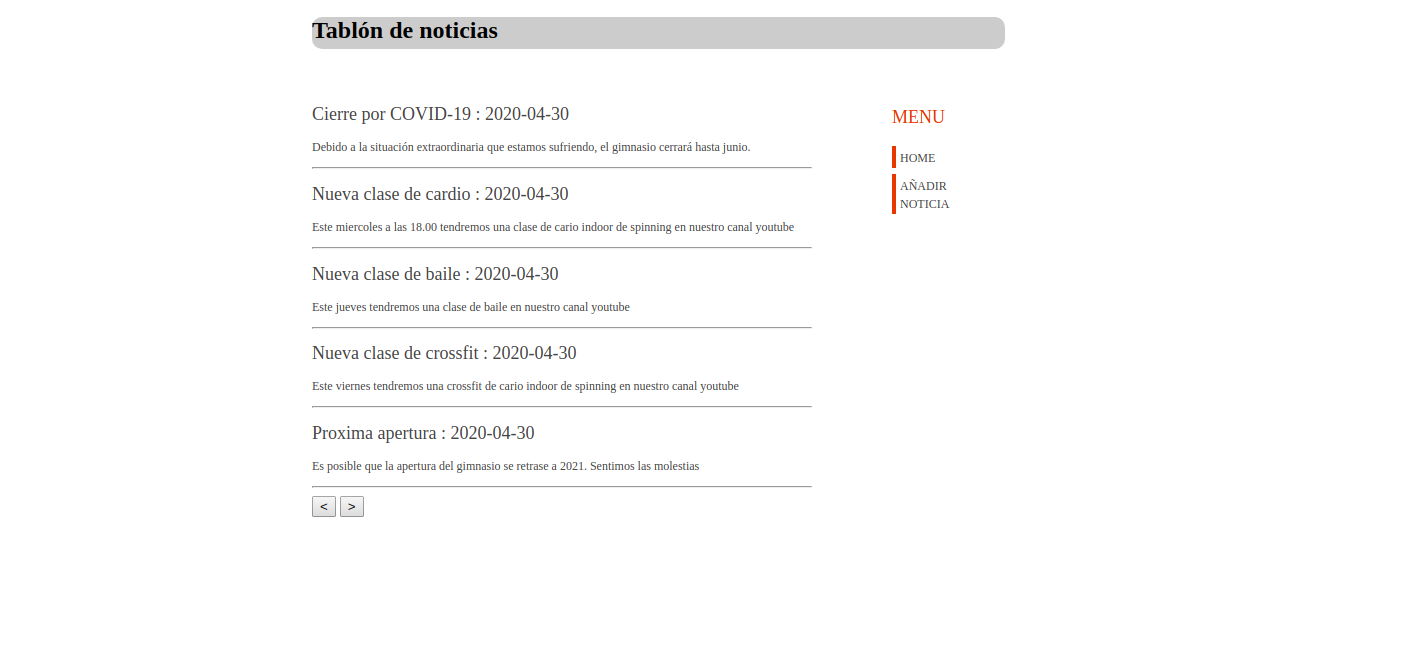 Tablón de noticias
Cierre por COVID-19 : 2020-04-30
Debido a la situación extraordinaria que estamos sufriendo, el gimnasio cerrará hasta junio.
Nueva clase de cardio : 2020-04-30
Este miercoles a las 18.00 tendremos una clase de cario indoor de spinning en nuestro canal youtube
Nueva clase de baile : 2020-04-30
Este jueves tendremos una clase de baile en nuestro canal youtube
Nueva clase de crossfit : 2020-04-30
Este viernes tendremos una crossfit de cario indoor de spinning en nuestro canal youtube
Proxima apertura : 2020-04-30
Es posible que la apertura del gimnasio se retrase a 2021. Sentimos las molestias
< >
MENU
HOME
AÑADIR
NOTICIA